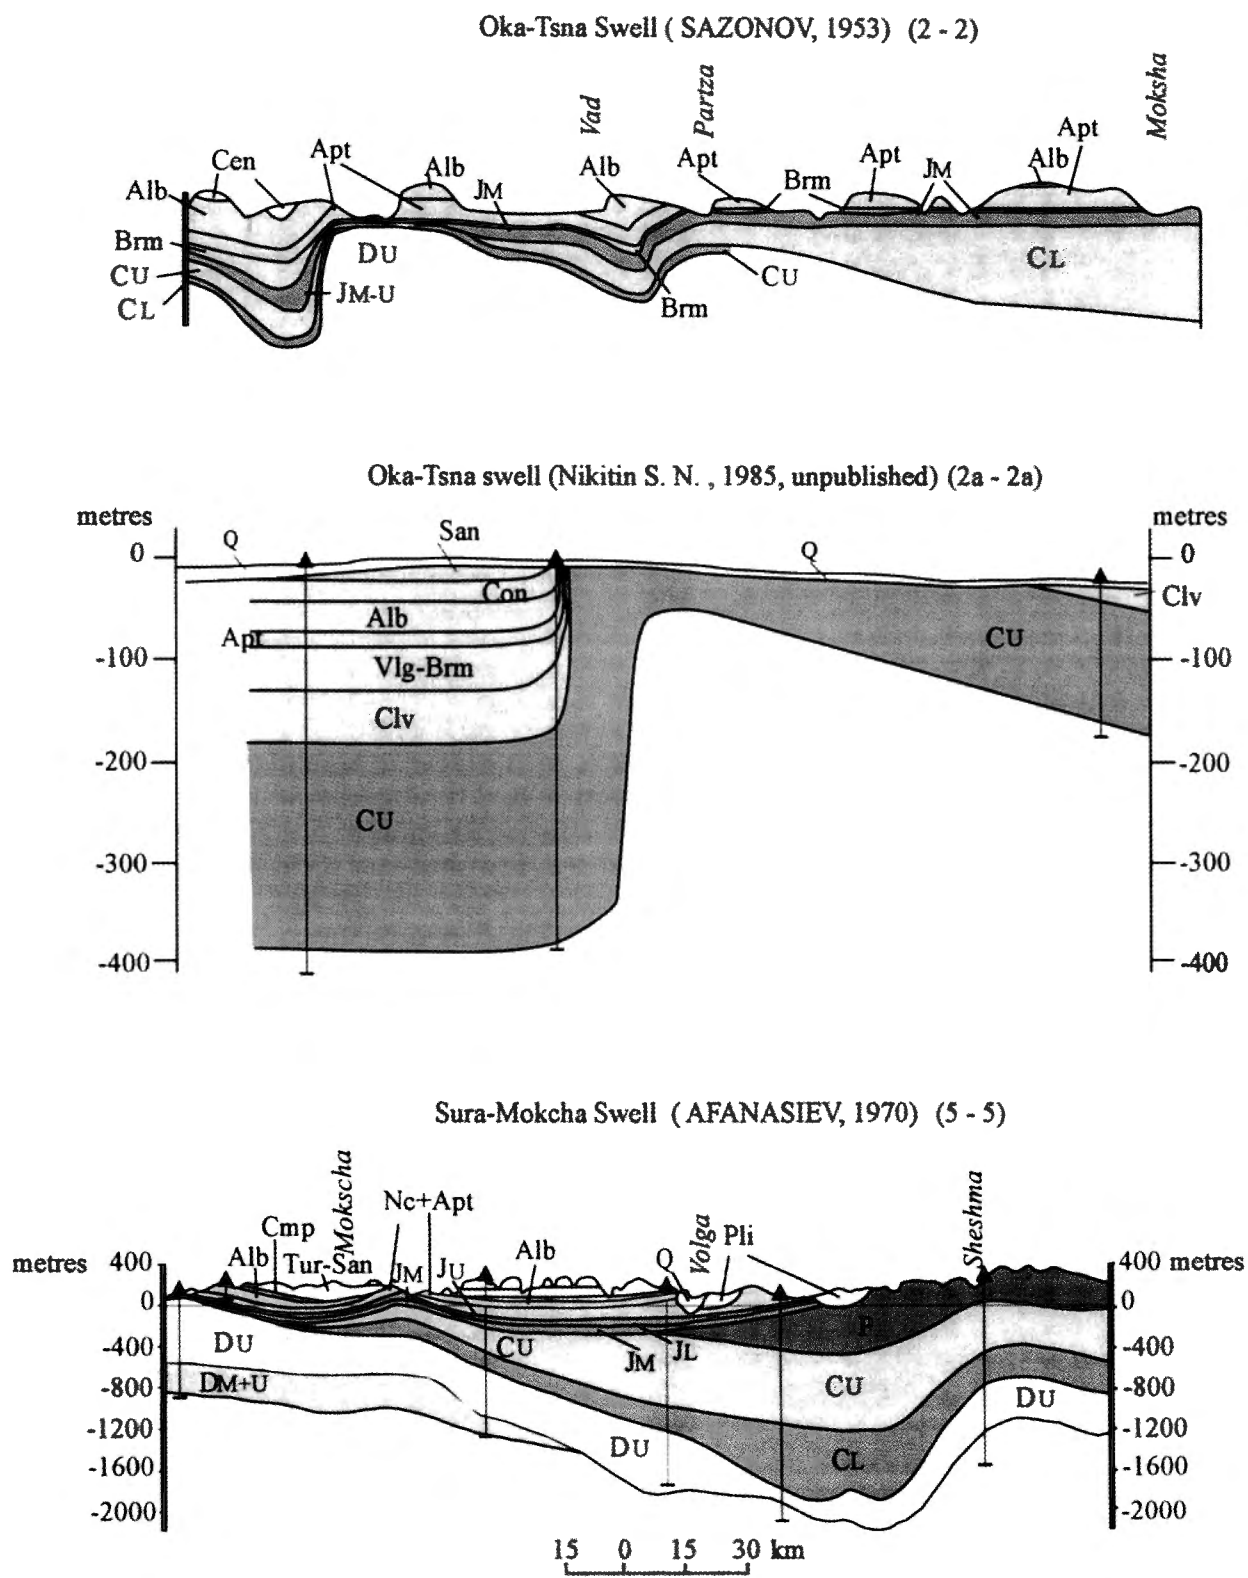 Oka-Tsna Swell ( SAZONOV, 1953) (2 - 2)
Vad
Partza
Moksha
Cen
Apt
Alb
JM
Alb
Apt
Brm
Apt
JM
Alb
Apt
Alb
Brm
CU
CL
DU
JM-U
Brm
CU
CL
Oka-Tsna swell (Nikitin S. N. , 1985, unpublished) (2a - 2a)
metres
metres
Q
San
Q
0
0
Con
Clv
Alb
Apt
CU
-100
Vlg-Brm
-100
Clv
-200
-200
CU
-300
-300
-400
-400
Sura-Mokcha Swell ( AFANASIEV, 1970) (5 - 5)
Mokscha
Nc+Apt
Volga
Sheshma
Cmp
Pli
metres
400
Alb
Tur-San
JM
JU
Alb
Q
400 metres
0
P
0
-400
DU
CU
JM
JL
-400
-800
DM+U
CU
DU
-800
-1200
DU
CL
-1200
-1600
-1600
-2000
-2000
15 0 15 30 km